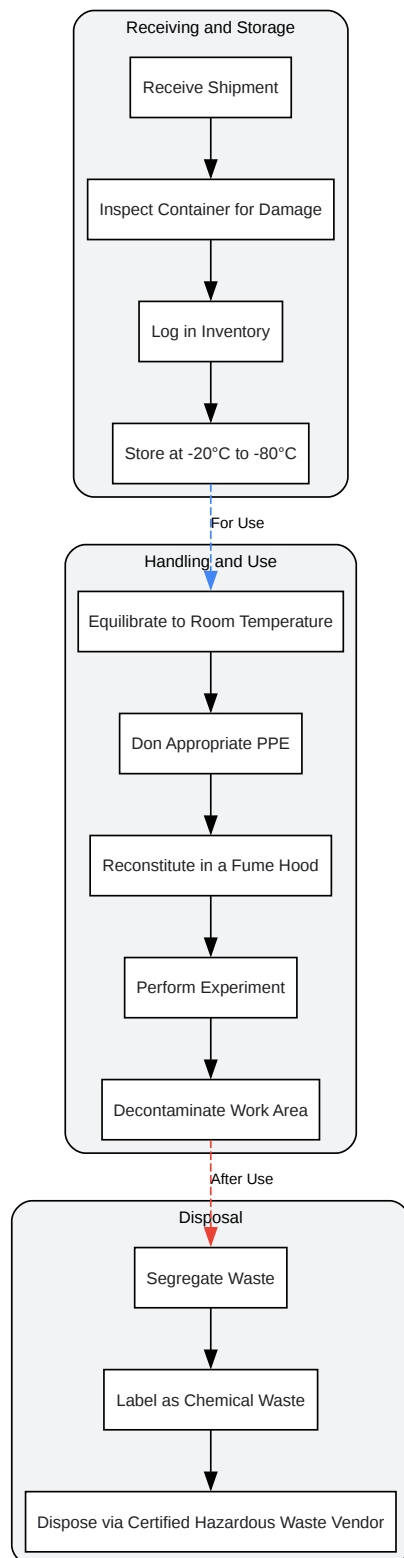 Receiving and Storage
Receive Shipment
Inspect Container for Damage
Log in Inventory
Store at -20°C to -80°C
For Use
Handling and Use
Equilibrate to Room Temperature
Don Appropriate PPE
Reconstitute in a Fume Hood
Perform Experiment
Decontaminate Work Area
After Use
Disposal
Segregate Waste
Label as Chemical Waste
Dispose via Certified Hazardous Waste Vendor